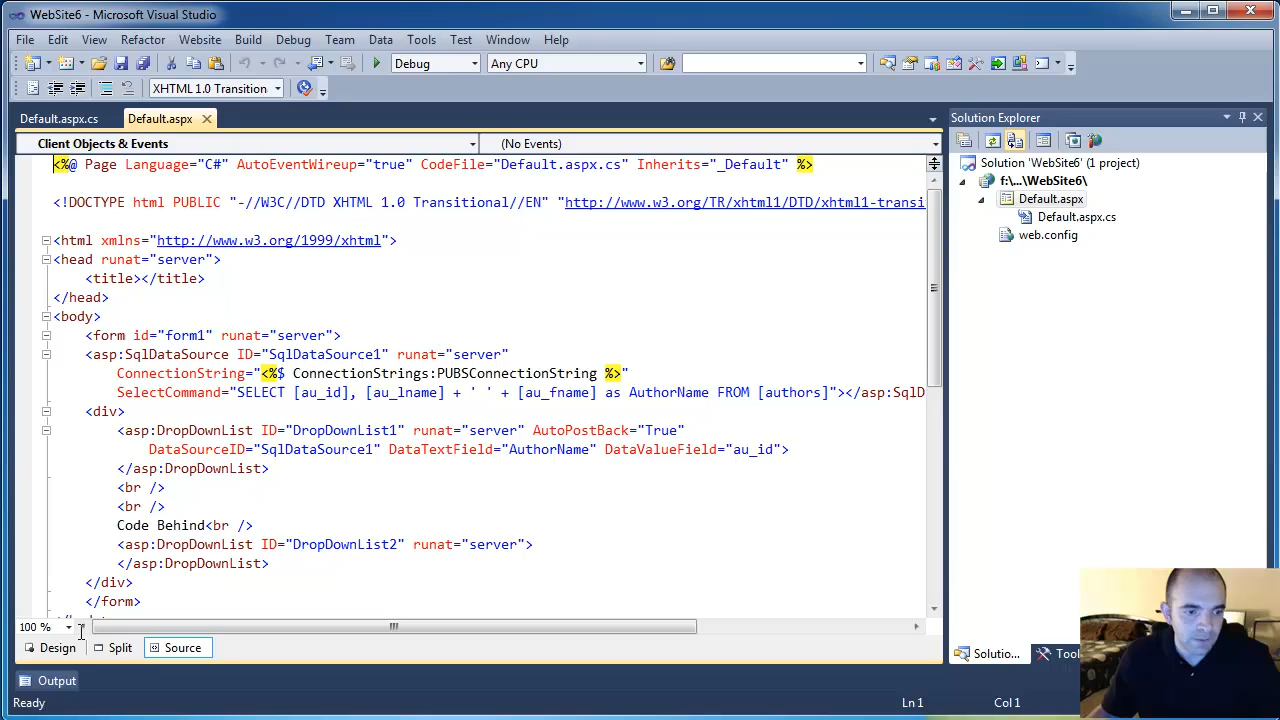 WebSite6 - Microsoft Visual Studio
File Edit View Refactor Website Build Debug Team Data Tools Test Window Help
Debug Any CPU
XHTML 1.0 Transition
Default.aspx.cs Default.aspx
Client Objects & Events (No Events)
<%@ Page Language="C#" AutoEventWireup="true" CodeFile="Default.aspx.cs" Inherits="_Default" %>
<!DOCTYPE html PUBLIC "-//W3C//DTD XHTML 1.0 Transitional//EN" "http://www.w3.org/TR/xhtml1/DTD/xhtml1-transi
<html xmlns="http://www.w3.org/1999/xhtml">
<head runat="server">
<title></title>
</head>
<body>
<form id="form1" runat="server">
<asp:SqlDataSource ID="SqlDataSource1" runat="server"
ConnectionString="<%$ ConnectionStrings:PUBSConnectionString %>"
SelectCommand="SELECT [au_id], [au_lname] + ' ' + [au_fname] as AuthorName FROM [authors]"></asp:SqlD
<div>
<asp:DropDownList ID="DropDownList1" runat="server" AutoPostBack="True"
DataSourceID="SqlDataSource1" DataTextField="AuthorName" DataValueField="au_id">
</asp:DropDownList>
<br />
<br />
Code Behind<br />
<asp:DropDownList ID="DropDownList2" runat="server">
</asp:DropDownList>
</div>
</form>
100 %
Design Split Source
Output
Ready Ln 1 Col 1
Solution Explorer
Solution 'WebSite6' (1 project)
f:\...\WebSite6\
Default.aspx
Default.aspx.cs
web.config
Solutio... Tool